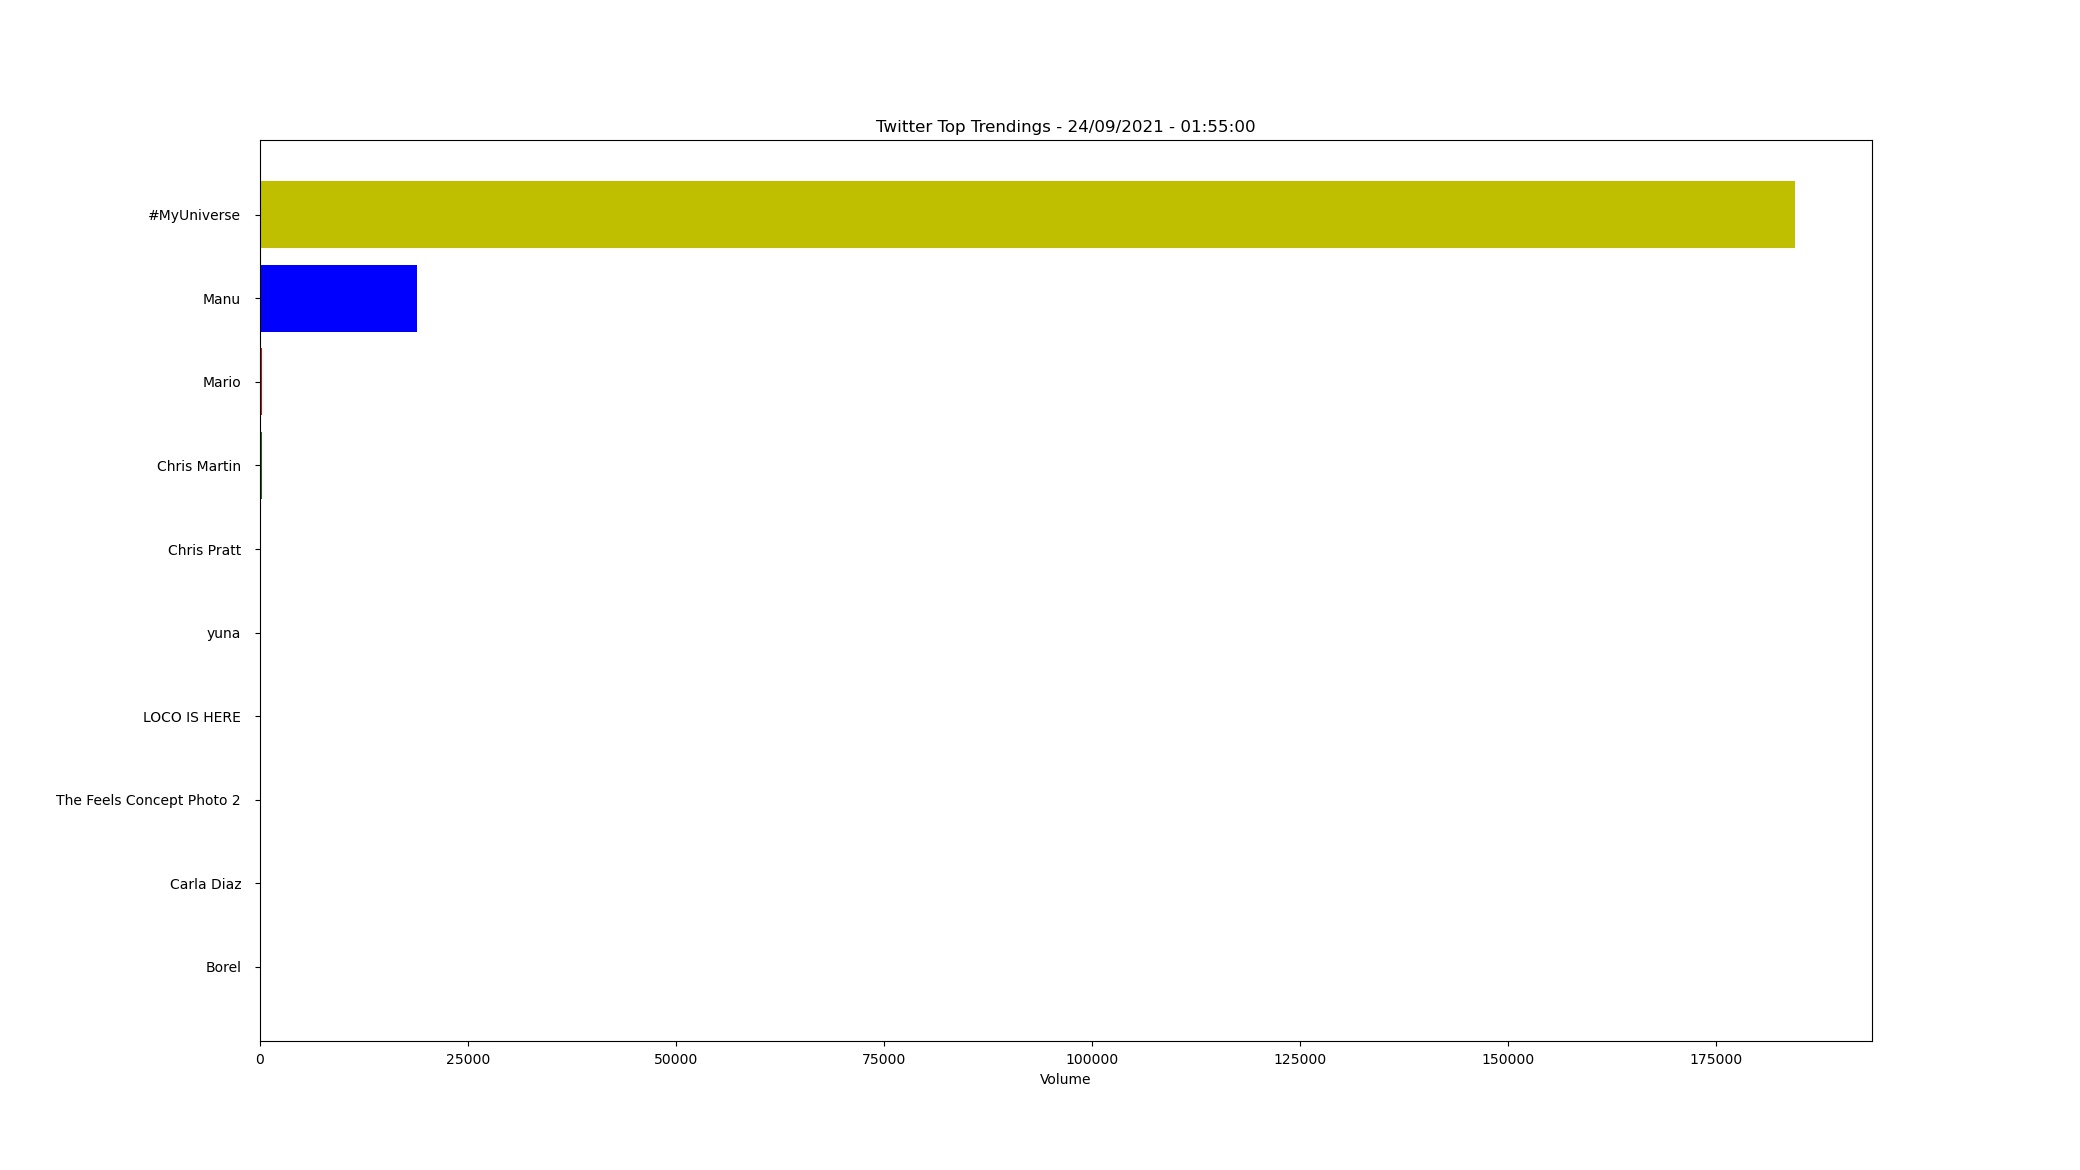 Twitter Top Trendings - 24/09/2021 - 01:55:00
#MyUniverse
Manu
Mario
Chris Martin
Chris Pratt
yuna
LOCO IS HERE
The Feels Concept Photo 2
Carla Diaz
Borel
0 25000 50000 75000 100000 125000 150000 175000
Volume